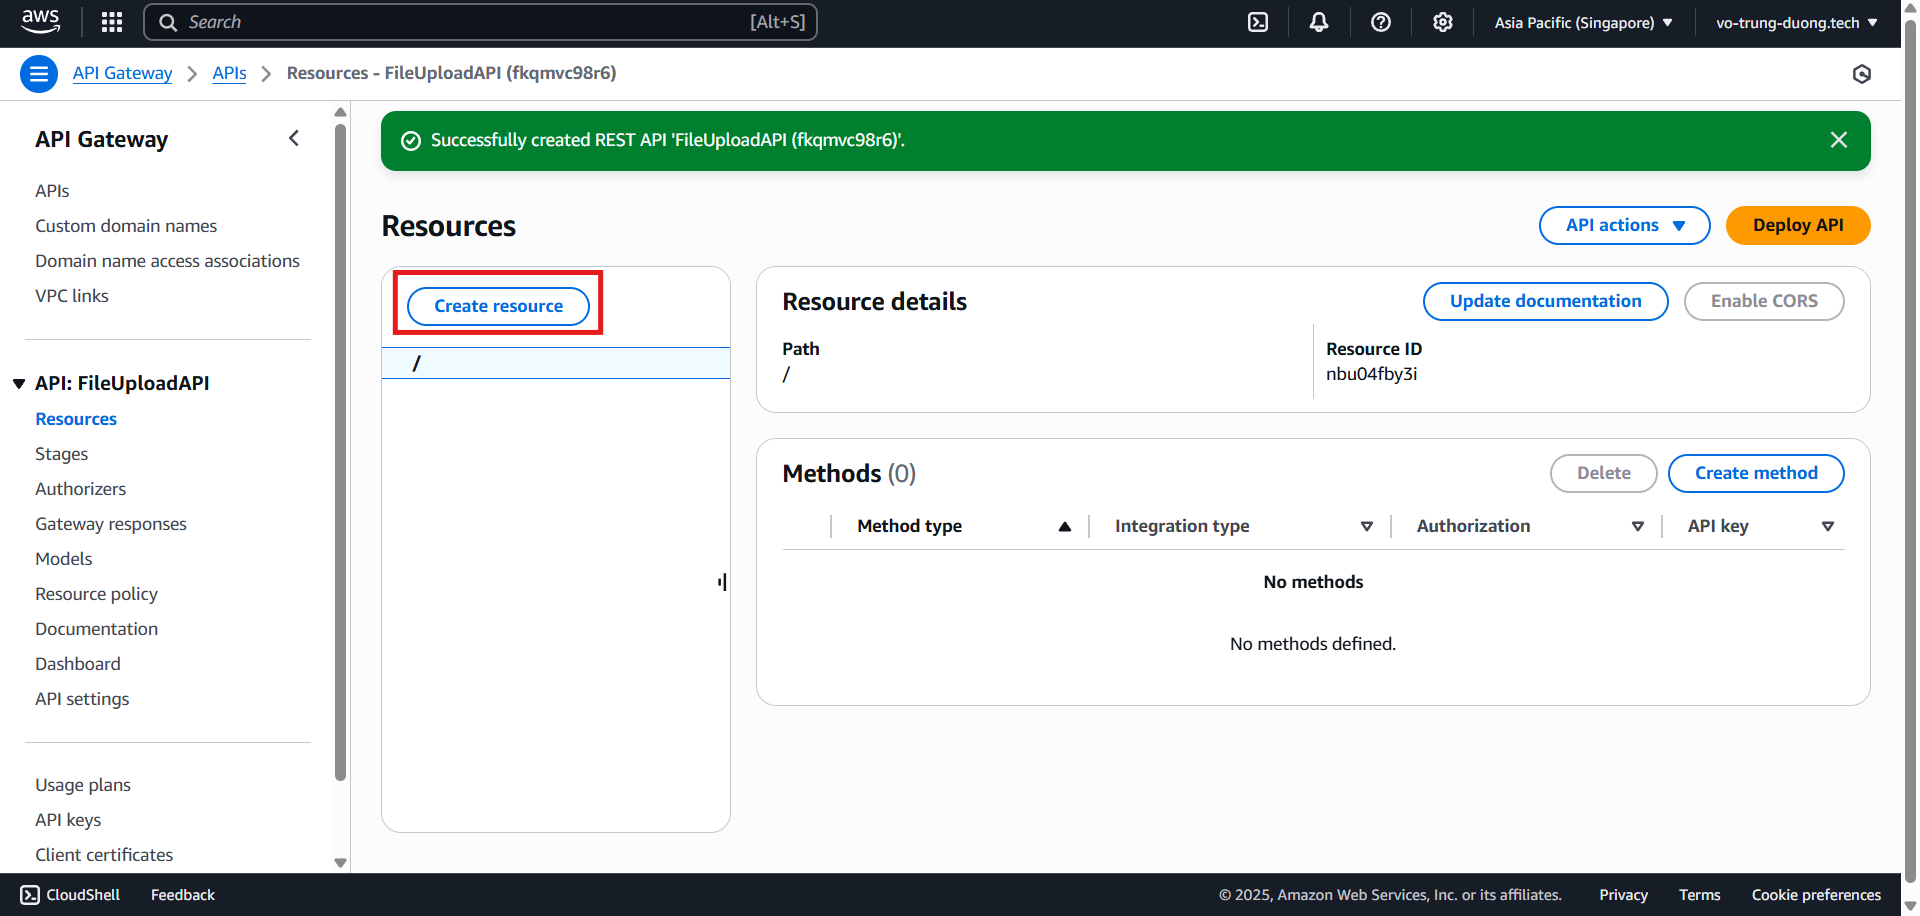 aws
Search [Alt+S]
Asia Pacific (Singapore)
vo-trung-duong.tech
API Gateway
APIs
Resources - FileUploadAPI (fkqmvc98r6)
API Gateway
APIs
Custom domain names
Domain name access associations
VPC links
API: FileUploadAPI
Resources
Stages
Authorizers
Gateway responses
Models
Resource policy
Documentation
Dashboard
API settings
Usage plans
API keys
Client certificates
Successfully created REST API 'FileUploadAPI (fkqmvc98r6)'.
Resources
API actions
Deploy API
Create resource
/
Resource details
Update documentation
Enable CORS
Path
/
Resource ID
nbu04fby3i
Methods (0)
Delete
Create method
Method type
Integration type
Authorization
API key
No methods
No methods defined.
CloudShell
Feedback
© 2025, Amazon Web Services, Inc. or its affiliates.
Privacy
Terms
Cookie preferences